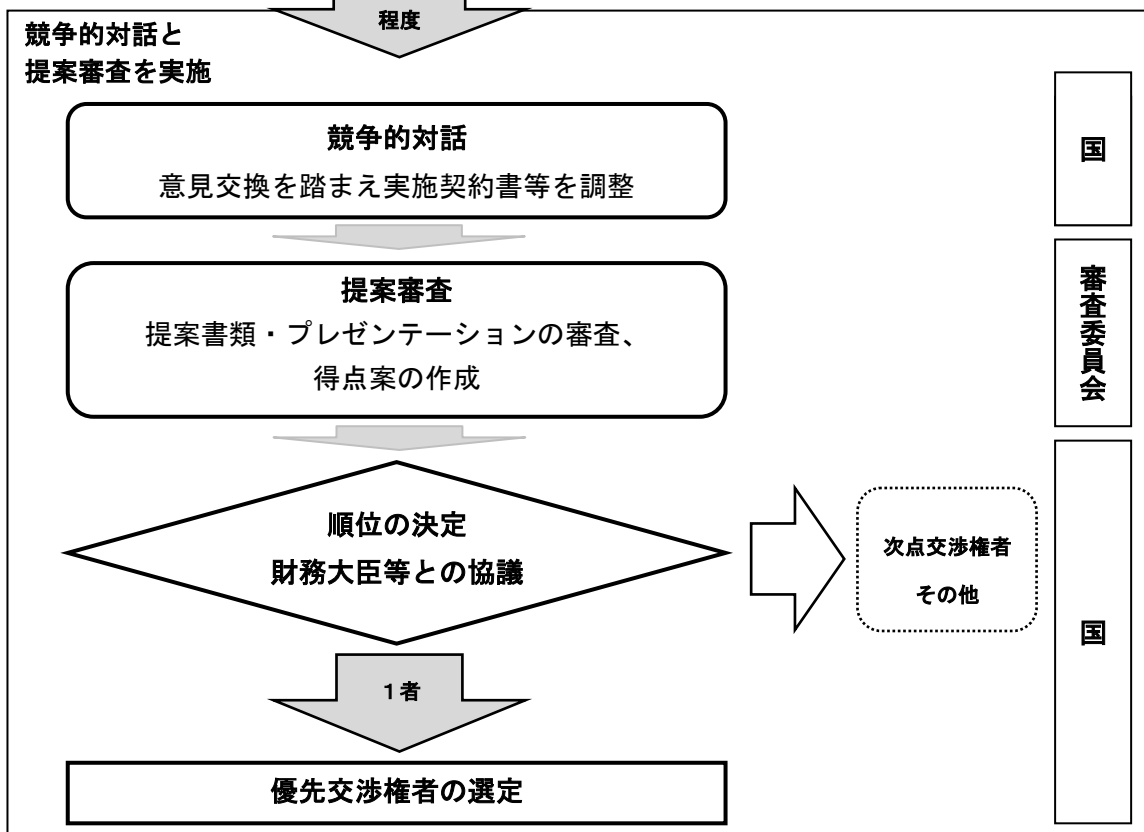 程度
競争的対話と
提案審査を実施
競争的対話
意見交換を踏まえ実施契約書等を調整
国
提案審査
提案書類・プレゼンテーションの審査、
得点案の作成
審査委員会
順位の決定
財務大臣等との協議
次点交渉権者
その他
国
1者
優先交渉権者の選定